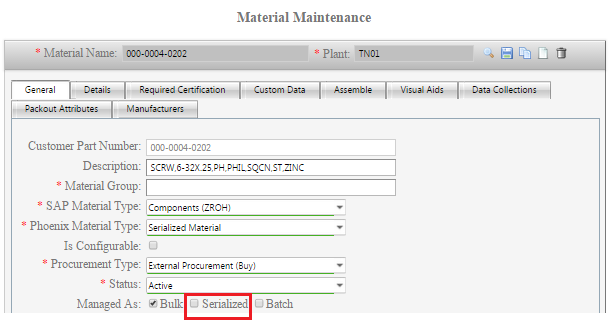 Material Maintenance
* Material Name: 000-0004-0202 * Plant: TN01
General Details Required Certification Custom Data Assemble Visual Aids Data Collections
Packout Attributes Manufacturers
Customer Part Number: 000-0004-0202
Description: SCRW,6-32X.25,PH,PHIL,SQCN,ST,ZINC
* Material Group:
* SAP Material Type: Components (ZROH)
* Phoenix Material Type: Serialized Material
Is Configurable:
* Procurement Type: External Procurement (Buy)
* Status: Active
Managed As: Bulk Serialized Batch